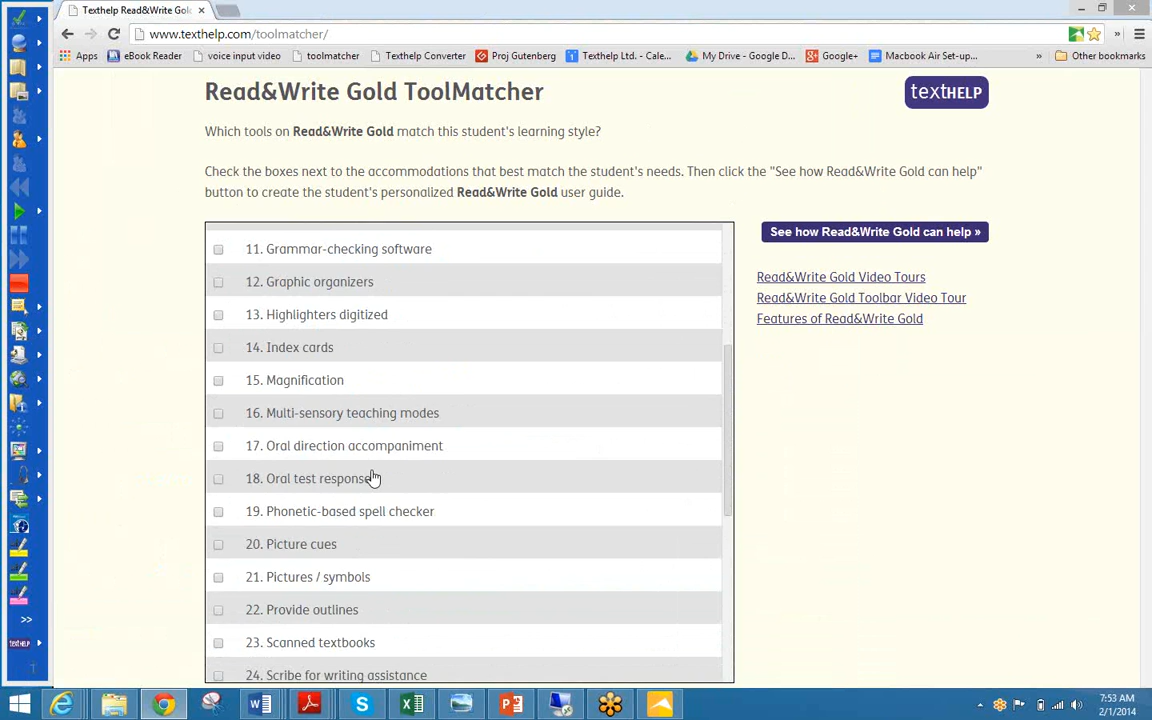 Texthelp Read&Write Gol
www.texthelp.com/toolmatcher/
Apps eBook Reader voice input video toolmatcher Texthelp Converter Proj Gutenberg Texthelp Ltd. - Cale... My Drive - Google D... Google+ Macbook Air Set-up... » Other bookmarks
Read&Write Gold ToolMatcher
textHELP
Which tools on Read&Write Gold match this student's learning style?
Check the boxes next to the accommodations that best match the student's needs. Then click the "See how Read&Write Gold can help"
button to create the student's personalized Read&Write Gold user guide.
11. Grammar-checking software
12. Graphic organizers
13. Highlighters digitized
14. Index cards
15. Magnification
16. Multi-sensory teaching modes
17. Oral direction accompaniment
18. Oral test response
19. Phonetic-based spell checker
20. Picture cues
21. Pictures / symbols
22. Provide outlines
23. Scanned textbooks
24. Scribe for writing assistance
See how Read&Write Gold can help »
Read&Write Gold Video Tours
Read&Write Gold Toolbar Video Tour
Features of Read&Write Gold
>>
textHELP
7:53 AM
2/1/2014